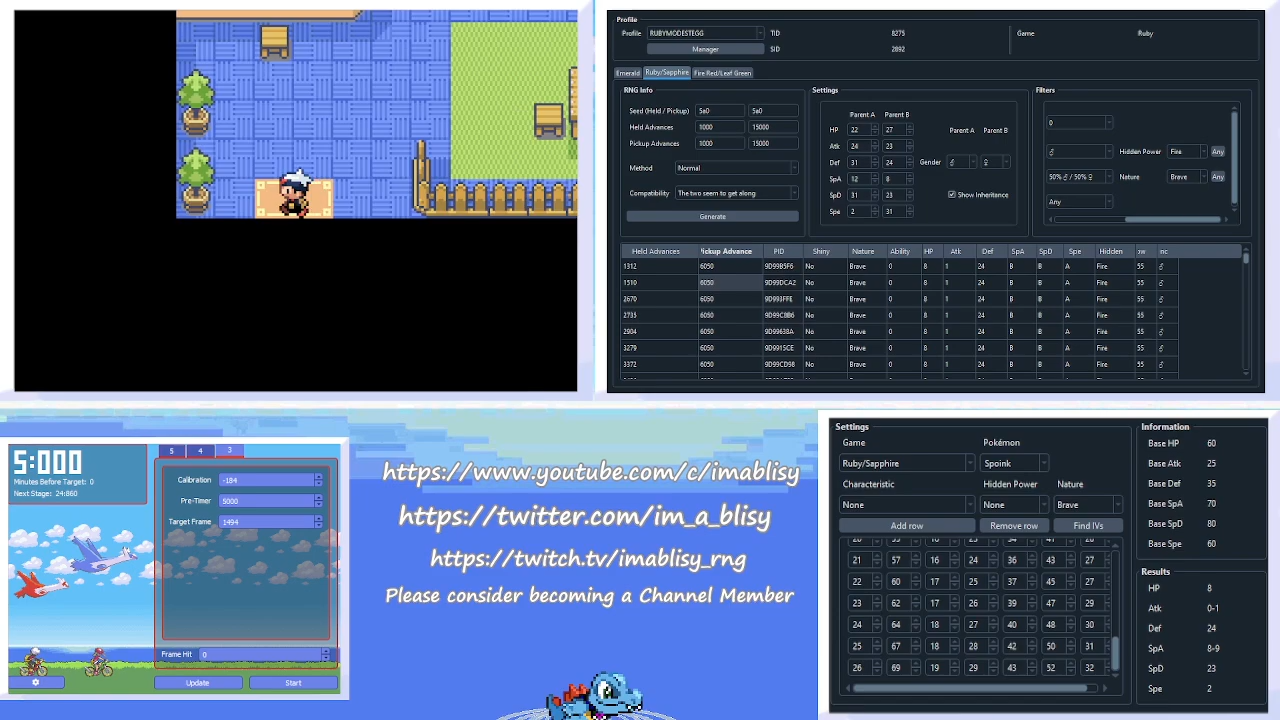 Profile
Profile RUBYMODESTEGG TID 8275 Game Ruby
Manager SID 2892
Emerald Ruby/Sapphire Fire Red/Leaf Green
RNG Info Settings Filters
Seed (Held / Pickup) 5a0 5a0
Held Advances 1000 15000
Pickup Advances 1000 15000
Method Normal
Compatibility The two seem to get along
Generate
Parent A Parent B
HP 22 27
Atk 24 23
Def 31 24
SpA 12 8
SpD 31 23
Spe 2 31
Parent A Parent B
Gender ♂ ♀
Show Inheritance
0
♂ Hidden Power Fire Any
50% ♂ / 50% ♀ Nature Brave Any
Any
Held Advances Pickup Advance PID Shiny Nature Ability HP Atk Def SpA SpD Spe Hidden
1312 6050 9D99B5F6 No Brave 0 8 1 24 B B A Fire 55 ♂
1510 6050 9D99DCA2 No Brave 0 8 1 24 B B A Fire 55 ♂
2670 6050 9D993FFE No Brave 0 8 1 24 B B A Fire 55 ♂
2735 6050 9D99C8B6 No Brave 0 8 1 24 B B A Fire 55 ♂
2904 6050 9D99638A No Brave 0 8 1 24 B B A Fire 55 ♂
3279 6050 9D9915CE No Brave 0 8 1 24 B B A Fire 55 ♂
3372 6050 9D99CD98 No Brave 0 8 1 24 B B A Fire 55 ♂
5:000
Minutes Before Target: 0
Next Stage: 24:860
5 4 3
Calibration -184
Pre-Timer 5000
Target Frame 1494
Frame Hit 0
Update Start
https://www.youtube.com/c/imablisy
https://twitter.com/im_a_blisy
https://twitch.tv/imablisy_rng
Please consider becoming a Channel Member
Settings
Game Pokémon
Ruby/Sapphire Spoink
Characteristic Hidden Power Nature
None None Brave
Add row Remove row Find IVs
21 57 16 24 36 43 27
22 60 17 25 37 45 27
23 62 17 26 39 47 29
24 64 18 27 40 48 30
25 67 18 28 42 50 31
26 69 19 29 43 52 32
Information
Base HP 60
Base Atk 25
Base Def 35
Base SpA 70
Base SpD 80
Base Spe 60
Results
HP 8
Atk 0-1
Def 24
SpA 8-9
SpD 23
Spe 2